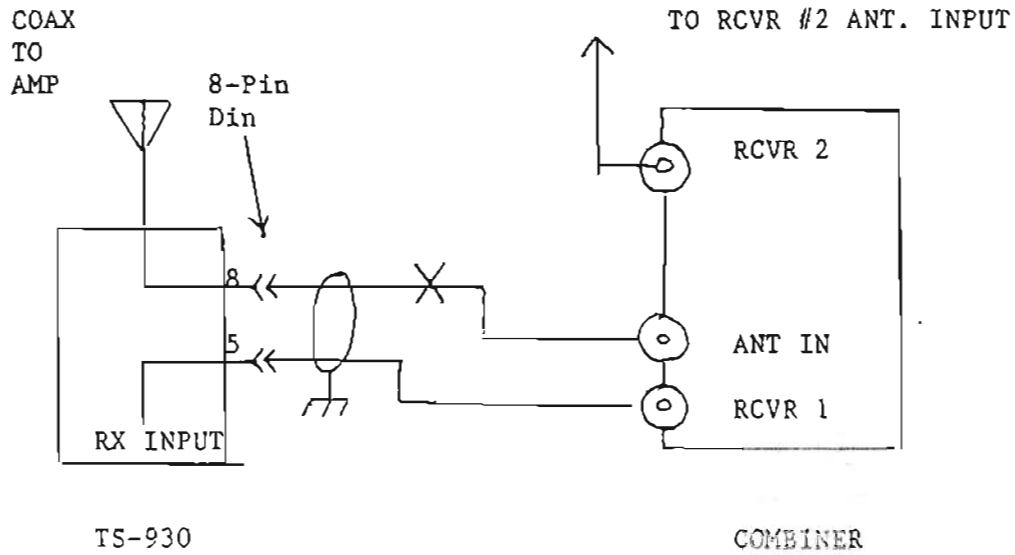 COAX
TO
AMP
TO RCVR #2 ANT. INPUT
8-Pin
Din
RCVR 2
8
5
ANT IN
RCVR 1
RX INPUT
TS-930
COMBINER